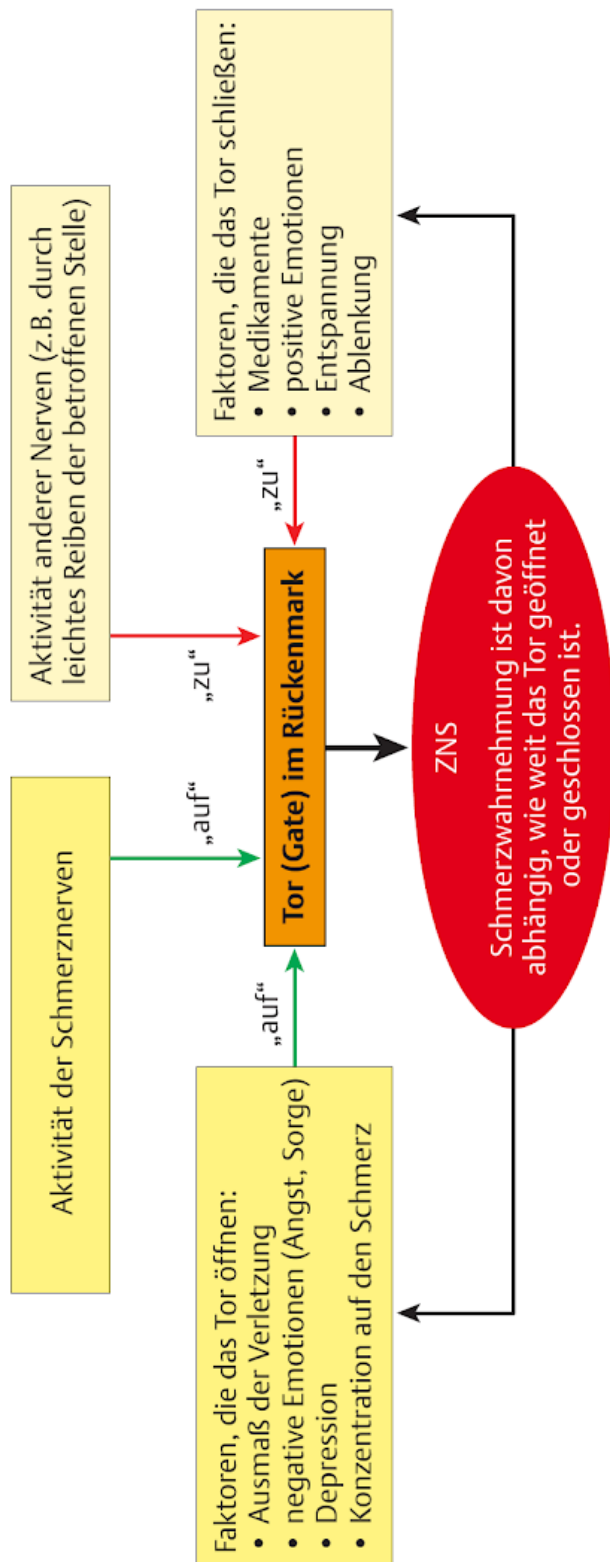 Aktivität der Schmerznerven
Aktivität anderer Nerven (z.B. durch
leichtes Reiben der betroffenen Stelle)
„auf“
„zu“
Faktoren, die das Tor öffnen:
• Ausmaß der Verletzung
• negative Emotionen (Angst, Sorge)
• Depression
• Konzentration auf den Schmerz
„auf“
Tor (Gate) im Rückenmark
„zu“
Faktoren, die das Tor schließen:
• Medikamente
• positive Emotionen
• Entspannung
• Ablenkung
ZNS
Schmerzwahrnehmung ist davon
abhängig, wie weit das Tor geöffnet
oder geschlossen ist.